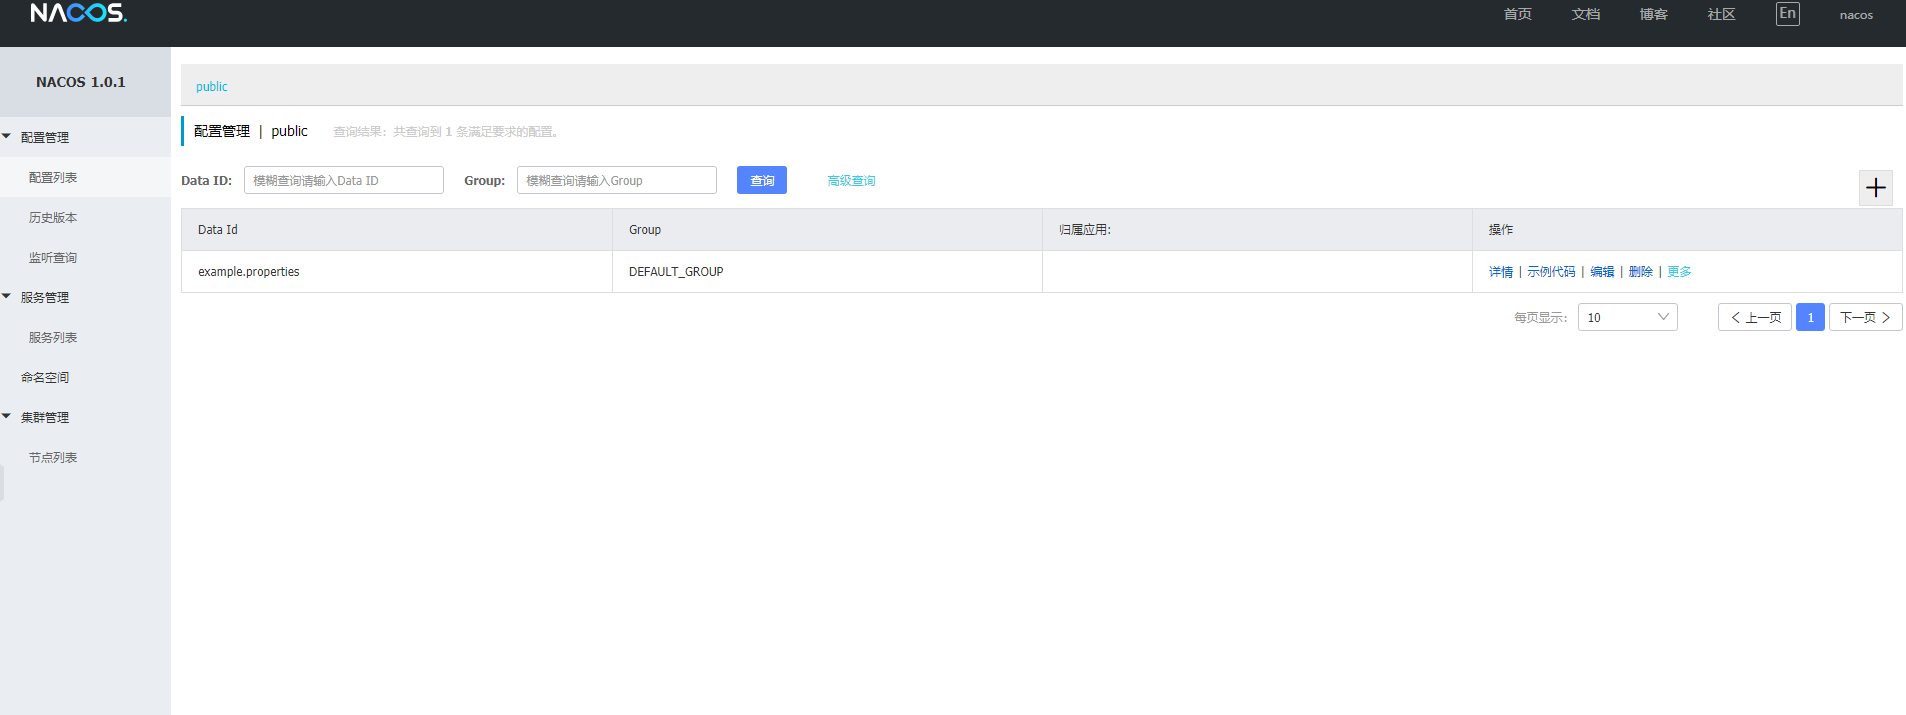 NACOS.
首页 文档 博客 社区 En nacos
NACOS 1.0.1
配置管理
配置列表
历史版本
监听查询
服务管理
服务列表
命名空间
集群管理
节点列表
public
配置管理 | public 查询结果：共查询到 1 条满足要求的配置。
Data ID: 模糊查询请输入Data ID Group: 模糊查询请输入Group 查询 高级查询
Data Id Group 归属应用: 操作
example.properties DEFAULT_GROUP 详情 | 示例代码 | 编辑 | 删除 | 更多
每页显示: 10 上一页 1 下一页